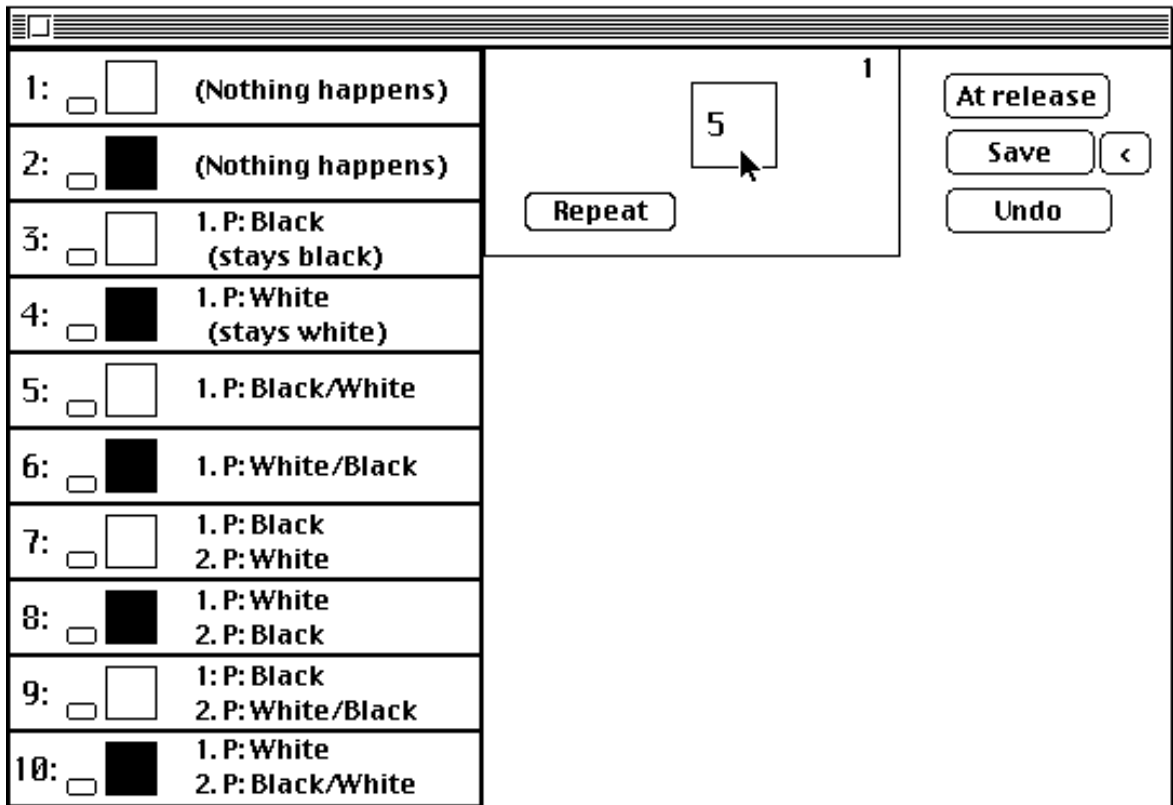 1: (Nothing happens)
2: (Nothing happens)
3: 1. P: Black
(stays black)
4: 1. P: White
(stays white)
5: 1. P: Black/White
6: 1. P: White/Black
7: 1. P: Black
2. P: White
8: 1. P: White
2. P: Black
9: 1: P: Black
2. P: White/Black
10: 1. P: White
2. P: Black/White
1
5
Repeat
At release
Save <
Undo